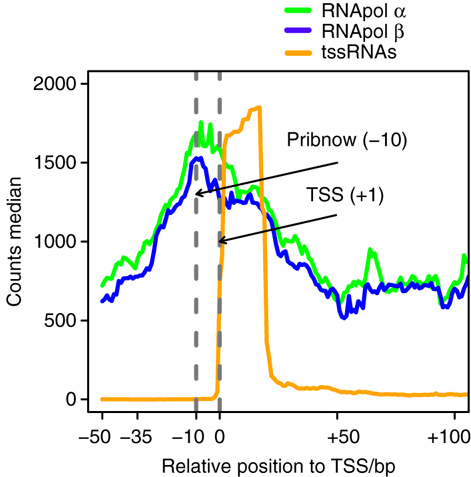 RNApol α
RNApol β
tssRNAs
2000
1500
1000
500
0
Counts median
Pribnow (−10)
TSS (+1)
−50 −35 −10 0 +50 +100
Relative position to TSS/bp